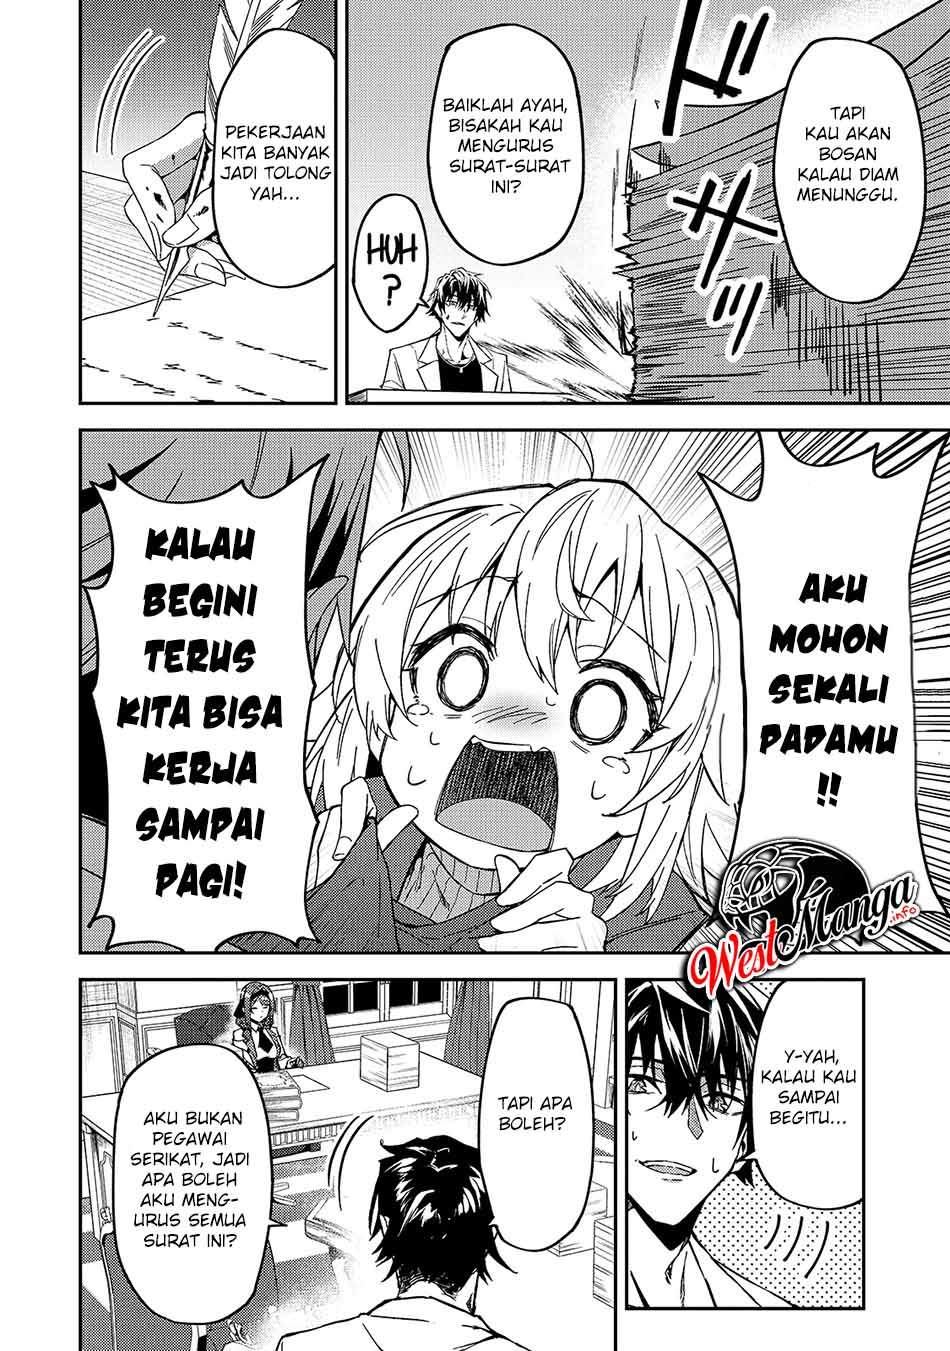 TAPI
KAU AKAN
BOSAN
KALAU DIAM
MENUNGGU.
ドサッ
BAIKLAH AYAH,
BISAKAH KAU
MENGURUS
SURAT-SURAT
INI?
HUH
?
PEKERJAAN
KITA BANYAK
JADI TOLONG
YAH...
AKU
MOHON
SEKALI
PADAMU
!!
KALAU
BEGINI
TERUS
KITA BISA
KERJA
SAMPAI
PAGI!
WestManga
.info
Y-YAH,
KALAU KAU
SAMPAI
BEGITU...
TAPI APA
BOLEH?
AKU BUKAN
PEGAWAI
SERIKAT, JADI
APA BOLEH
AKU MENG-
URUS SEMUA
SURAT INI?